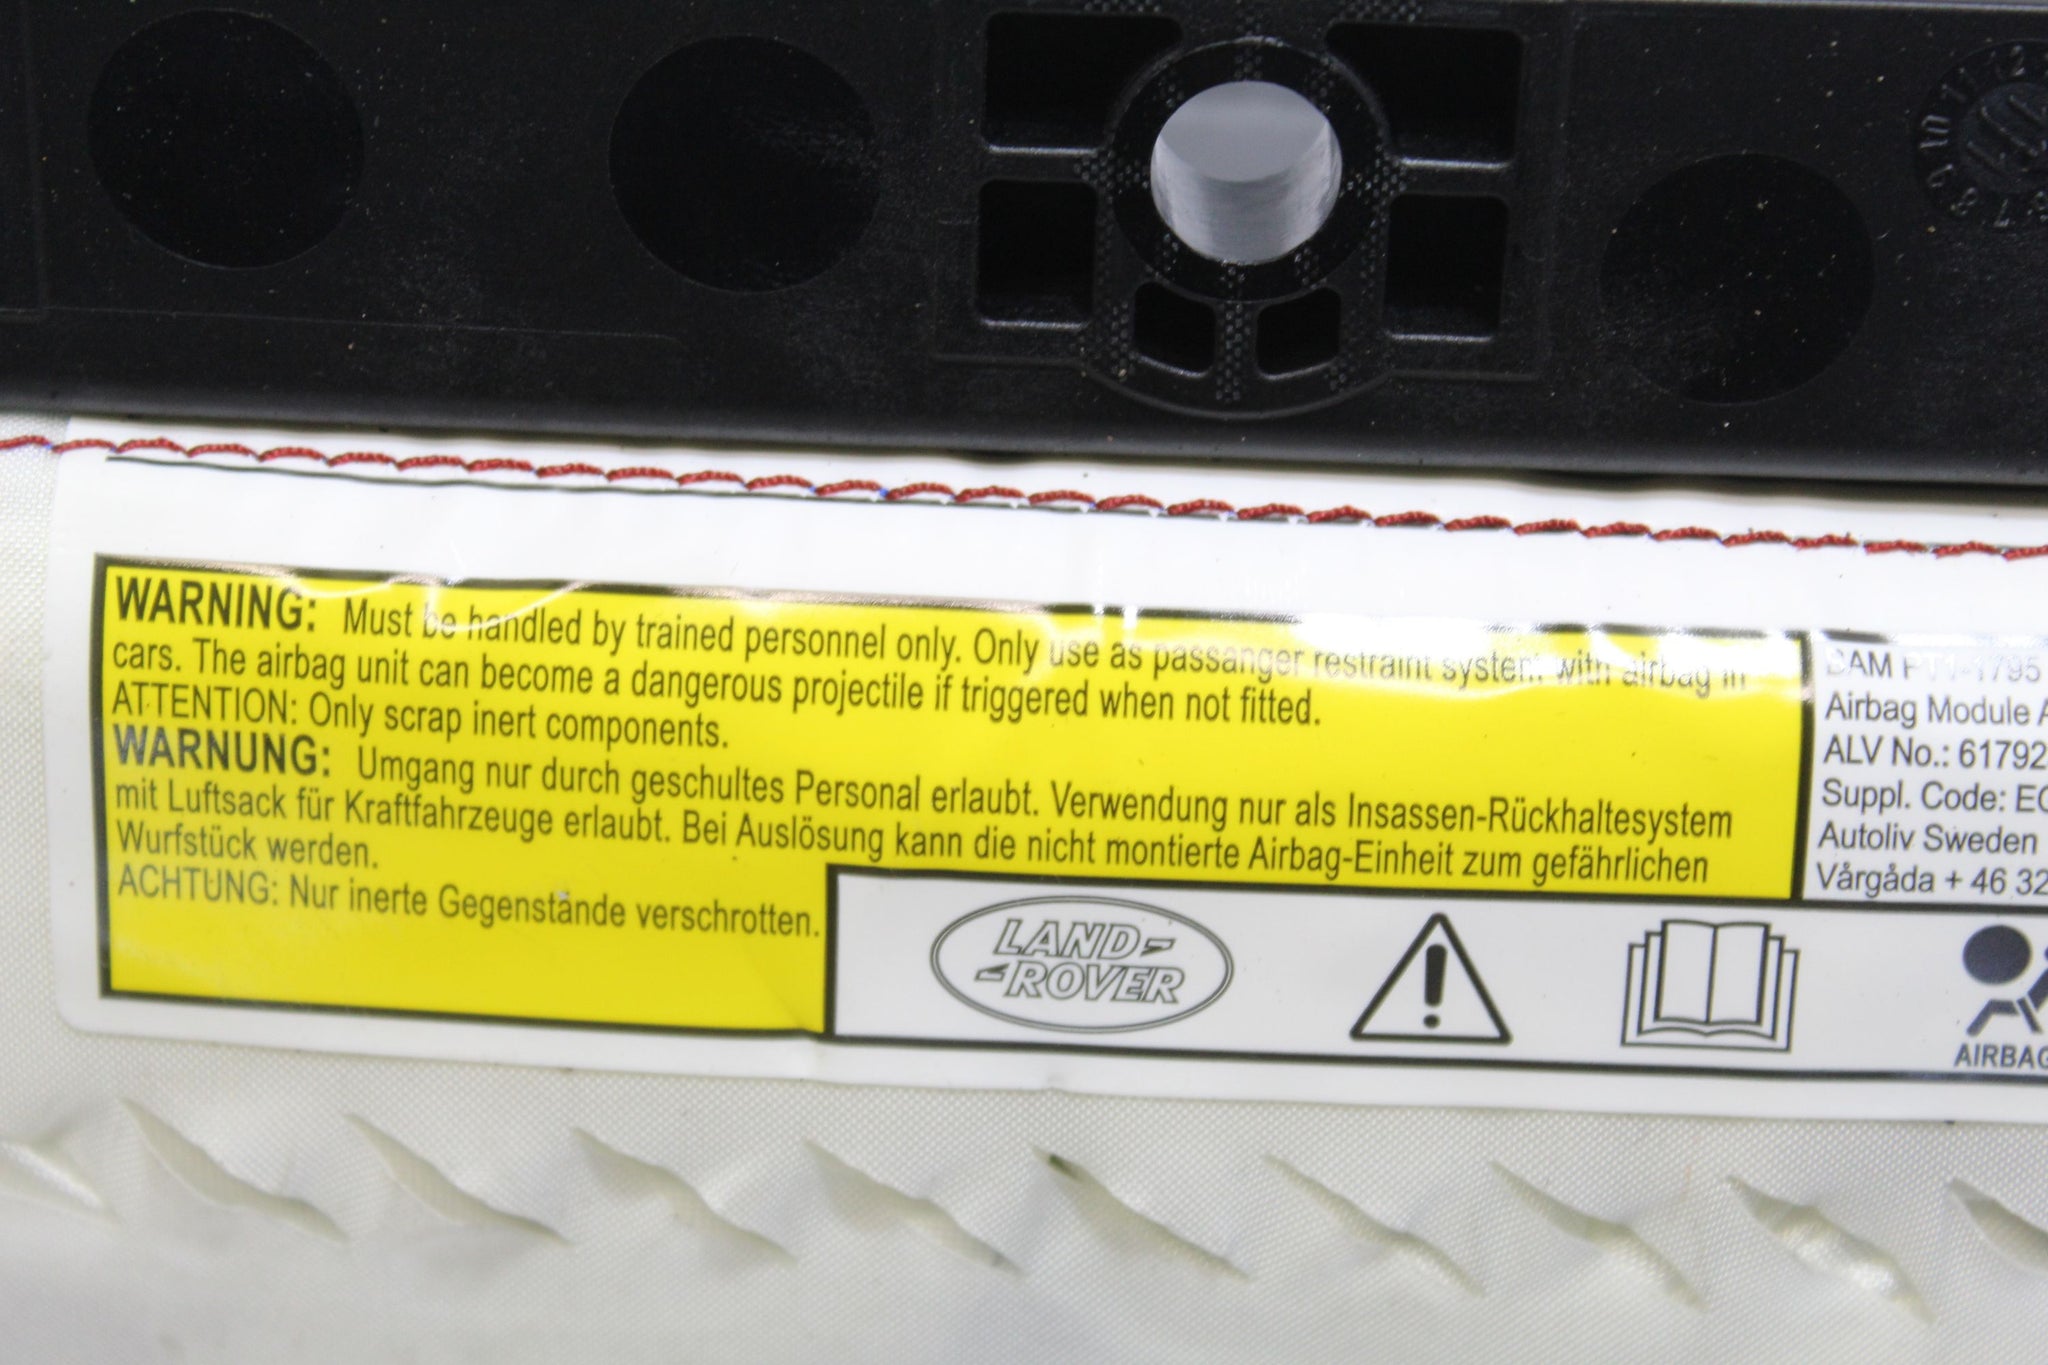 WARNING: Must be handled by trained personnel only. Only use as passanger restraint system with airbag in
cars. The airbag unit can become a dangerous projectile if triggered when not fitted.
ATTENTION: Only scrap inert components.
WARNUNG: Umgang nur durch geschultes Personal erlaubt. Verwendung nur als Insassen-Rückhaltesystem
mit Luftsack für Kraftfahrzeuge erlaubt. Bei Auslösung kann die nicht montierte Airbag-Einheit zum gefährlichen
Wurfstück werden.
ACHTUNG: Nur inerte Gegenstände verschrotten.
PT1-1795
Airbag Module A
ALV No.: 61792
Suppl. Code: EC
Autoliv Sweden
Vårgåda + 46 32
LAND
ROVER
AIRBAG